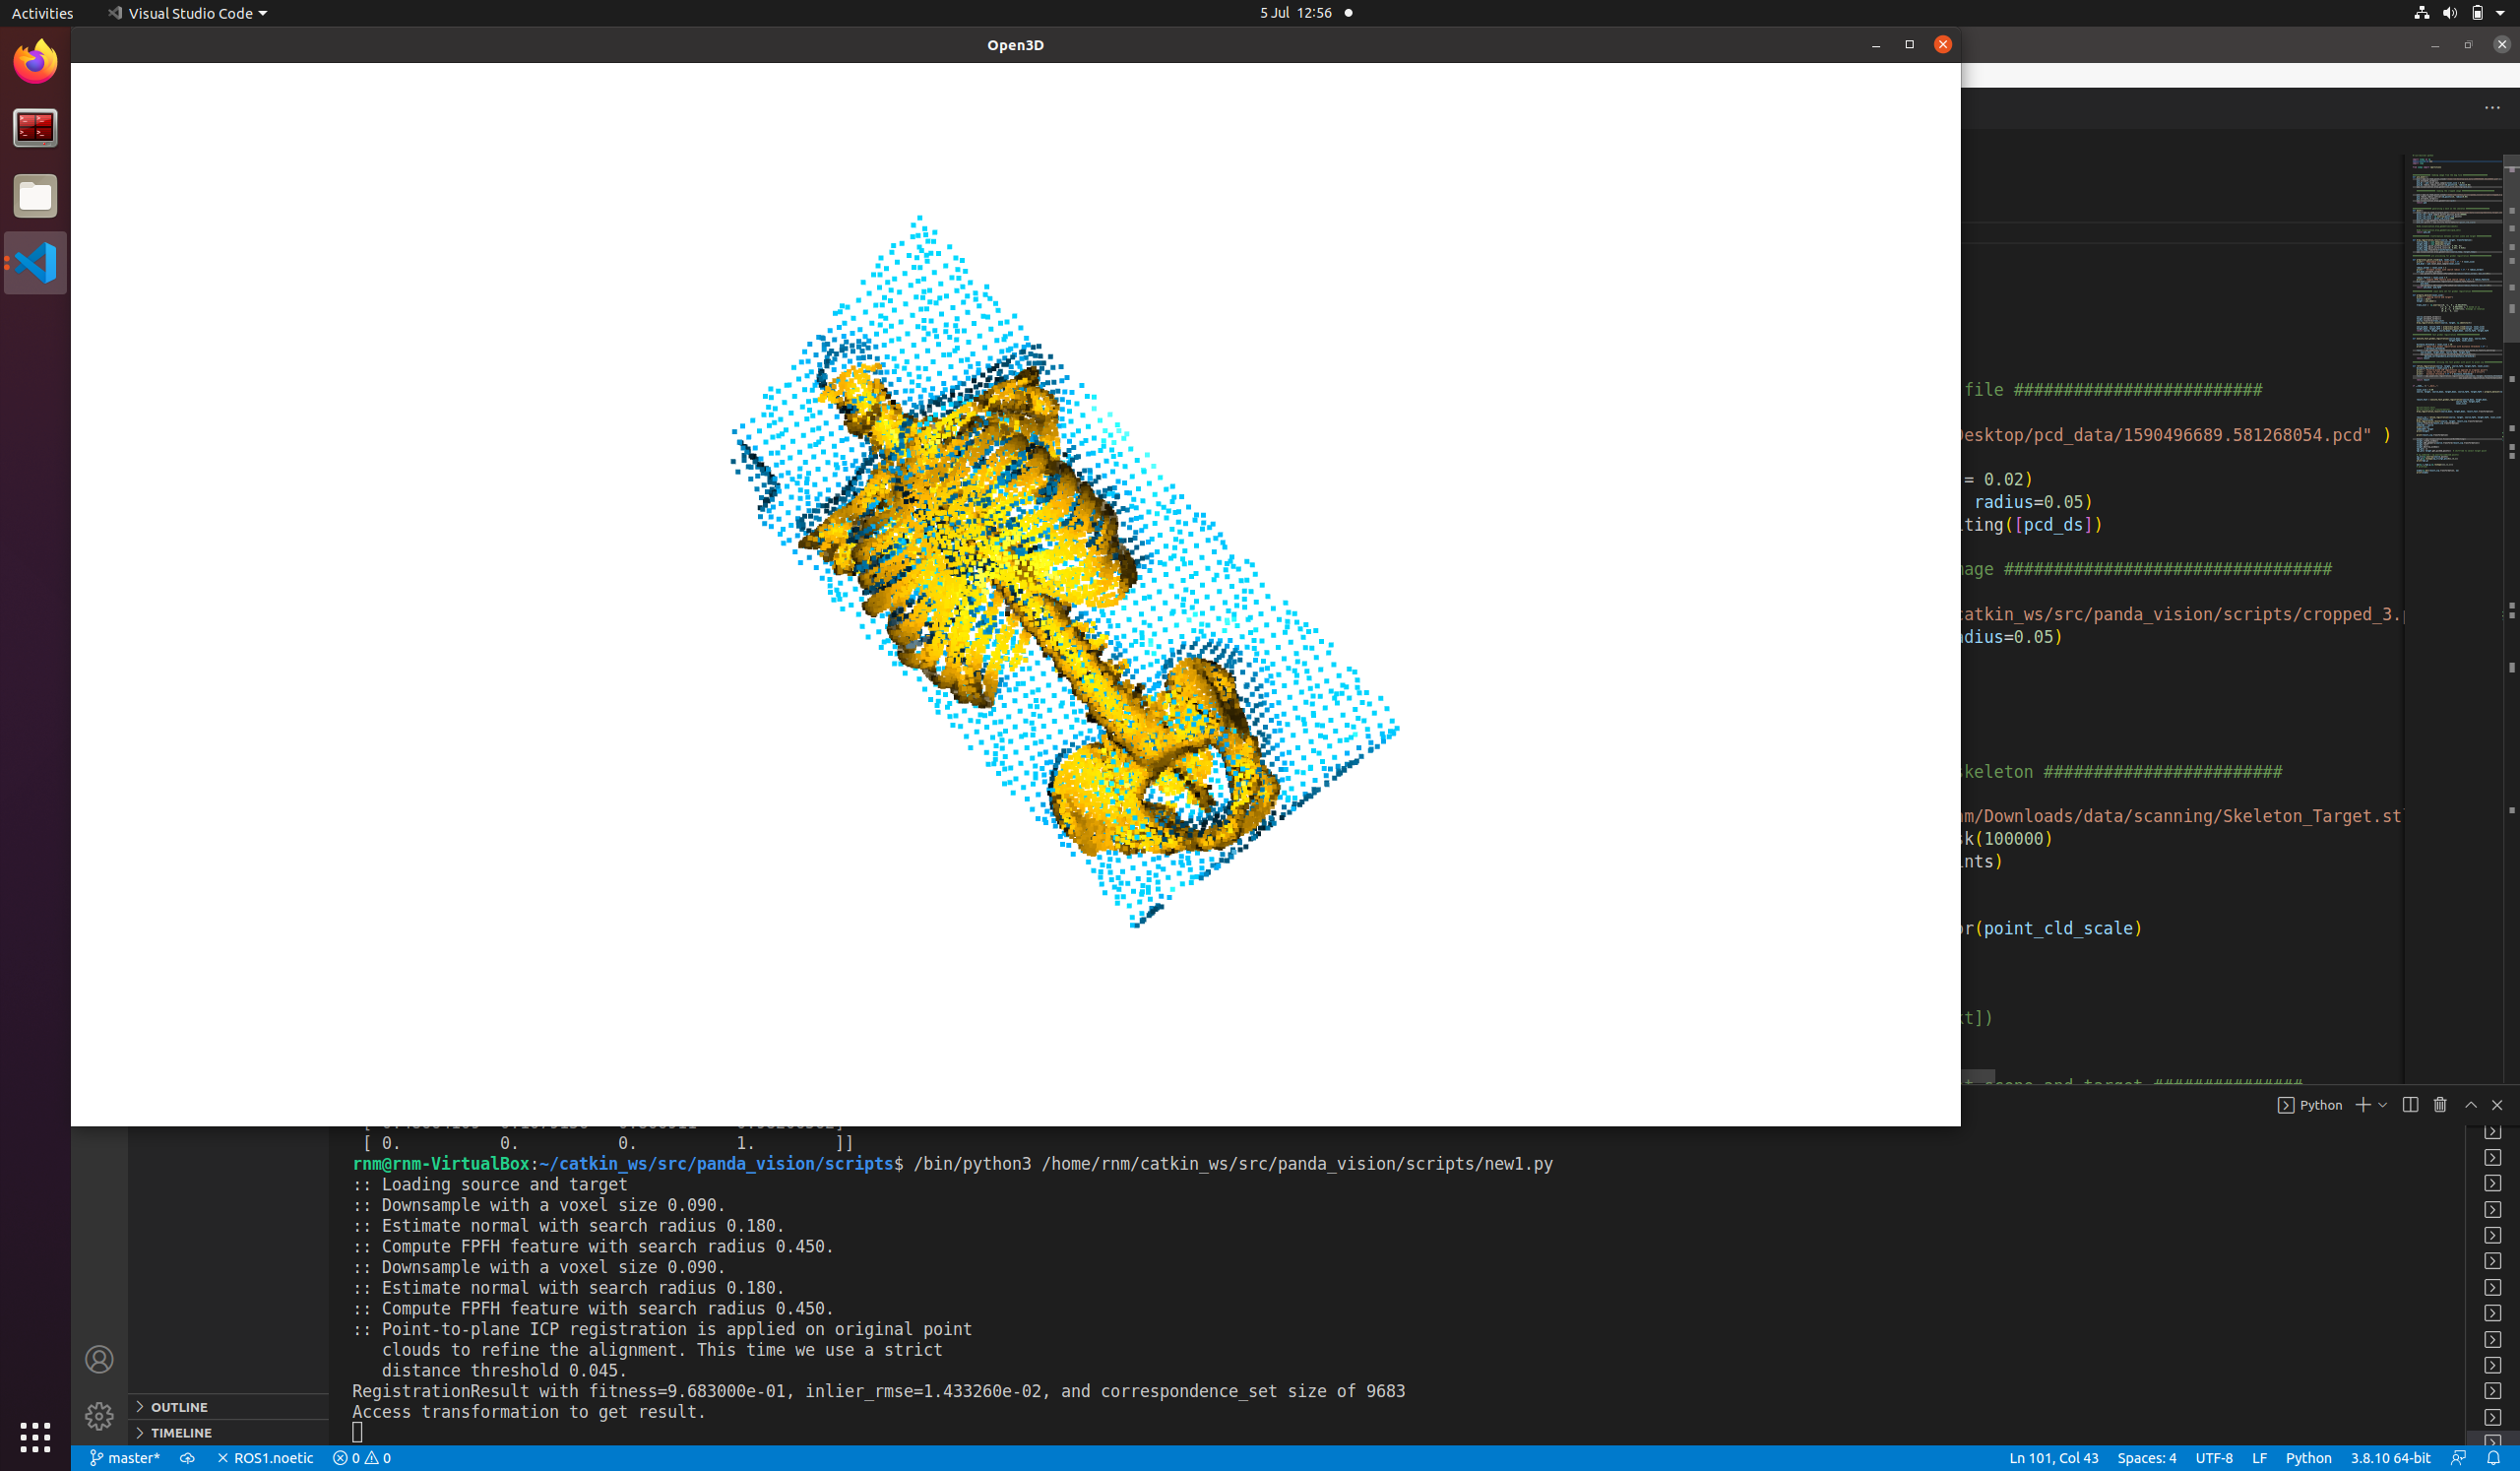 Activities
Visual Studio Code
5 Jul 12:56
Open3D
file #########################
Desktop/pcd_data/1590496689.581268054.pcd" )
= 0.02)
radius=0.05)
ting([pcd_ds])
mage #################################
catkin_ws/src/panda_vision/scripts/cropped_3.p
dius=0.05)
skeleton ########################
nm/Downloads/data/scanning/Skeleton_Target.st
sk(100000)
nts)
or(point_cld_scale)
kt])
Python
[ 0. 0. 0. 1. ]]
rnm@rnm-VirtualBox:~/catkin_ws/src/panda_vision/scripts$ /bin/python3 /home/rnm/catkin_ws/src/panda_vision/scripts/new1.py
:: Loading source and target
:: Downsample with a voxel size 0.090.
:: Estimate normal with search radius 0.180.
:: Compute FPFH feature with search radius 0.450.
:: Downsample with a voxel size 0.090.
:: Estimate normal with search radius 0.180.
:: Compute FPFH feature with search radius 0.450.
:: Point-to-plane ICP registration is applied on original point
clouds to refine the alignment. This time we use a strict
distance threshold 0.045.
RegistrationResult with fitness=9.683000e-01, inlier_rmse=1.433260e-02, and correspondence_set size of 9683
Access transformation to get result.
OUTLINE
TIMELINE
master*
ROS1.noetic
0
0
Ln 101, Col 43
Spaces: 4
UTF-8
LF
Python
3.8.10 64-bit